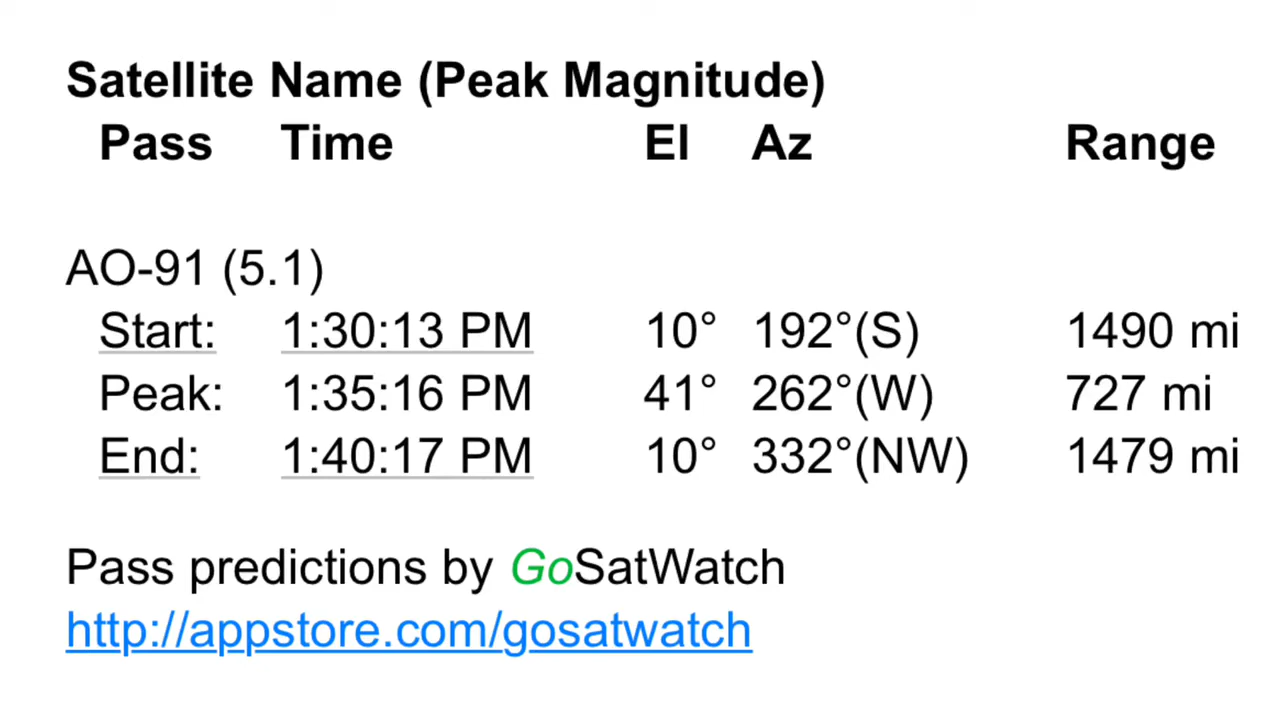 Satellite Name (Peak Magnitude)
Pass Time El Az Range
AO-91 (5.1)
Start: 1:30:13 PM 10° 192°(S) 1490 mi
Peak: 1:35:16 PM 41° 262°(W) 727 mi
End: 1:40:17 PM 10° 332°(NW) 1479 mi
Pass predictions by GoSatWatch
http://appstore.com/gosatwatch